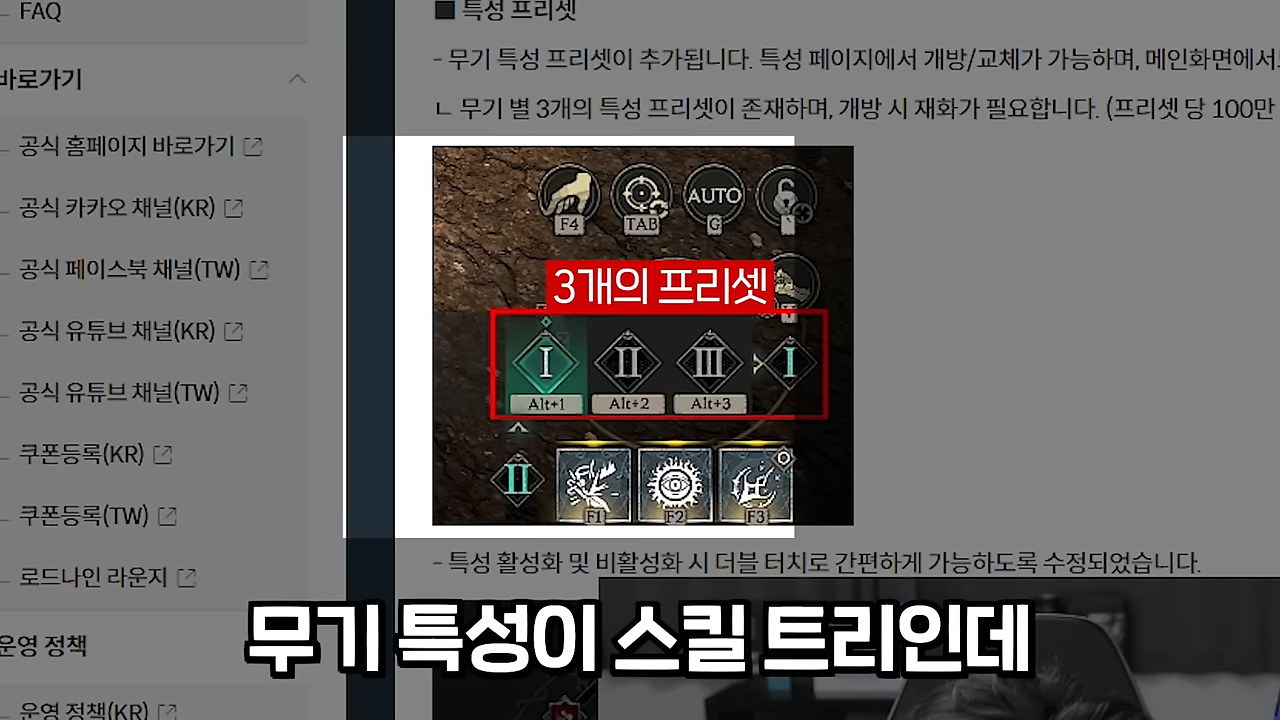 FAQ
바로가기
공식 홈페이지 바로가기
공식 카카오 채널(KR)
공식 페이스북 채널(TW)
공식 유튜브 채널(KR)
공식 유튜브 채널(TW)
쿠폰등록(KR)
쿠폰등록(TW)
로드나인 라운지
운영 정책
운영 정책(KR)
■ 특성 프리셋
- 무기 특성 프리셋이 추가됩니다. 특성 페이지에서 개방/교체가 가능하며, 메인화면에서
ㄴ 무기 별 3개의 특성 프리셋이 존재하며, 개방 시 재화가 필요합니다. (프리셋 당 100만
AUTO
F4 TAB G `
3개의 프리셋
I II III I
Alt+1 Alt+2 Alt+3
II
F1 F2 F3
- 특성 활성화 및 비활성화 시 더블 터치로 간편하게 가능하도록 수정되었습니다.
무기 특성이 스킬 트리인데